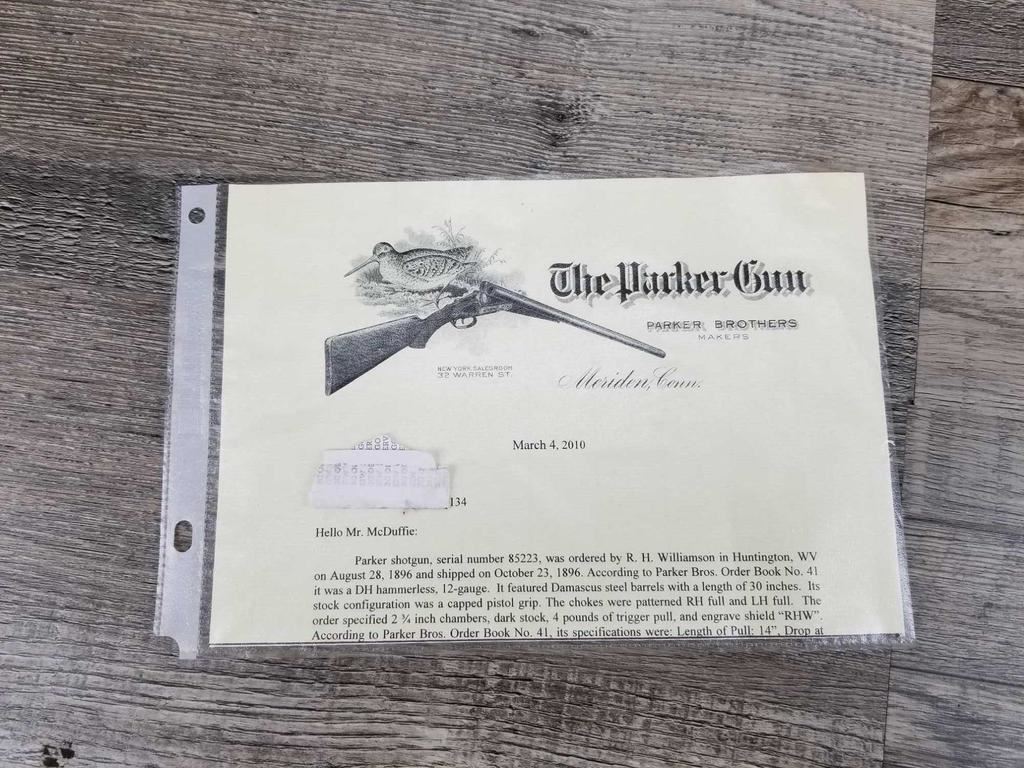 The Parker Gun
PARKER BROTHERS
MAKERS
NEW YORK SALESROOM
32 WARREN ST.
Meriden, Conn.
March 4, 2010
134
Hello Mr. McDuffie:
Parker shotgun, serial number 85223, was ordered by R. H. Williamson in Huntington, WV
on August 28, 1896 and shipped on October 23, 1896. According to Parker Bros. Order Book No. 41
it was a DH hammerless, 12-gauge. It featured Damascus steel barrels with a length of 30 inches. Its
stock configuration was a capped pistol grip. The chokes were patterned RH full and LH full. The
order specified 2 ¾ inch chambers, dark stock, 4 pounds of trigger pull, and engrave shield “RHW”.
According to Parker Bros. Order Book No. 41, its specifications were: Length of Pull: 14”, Drop at